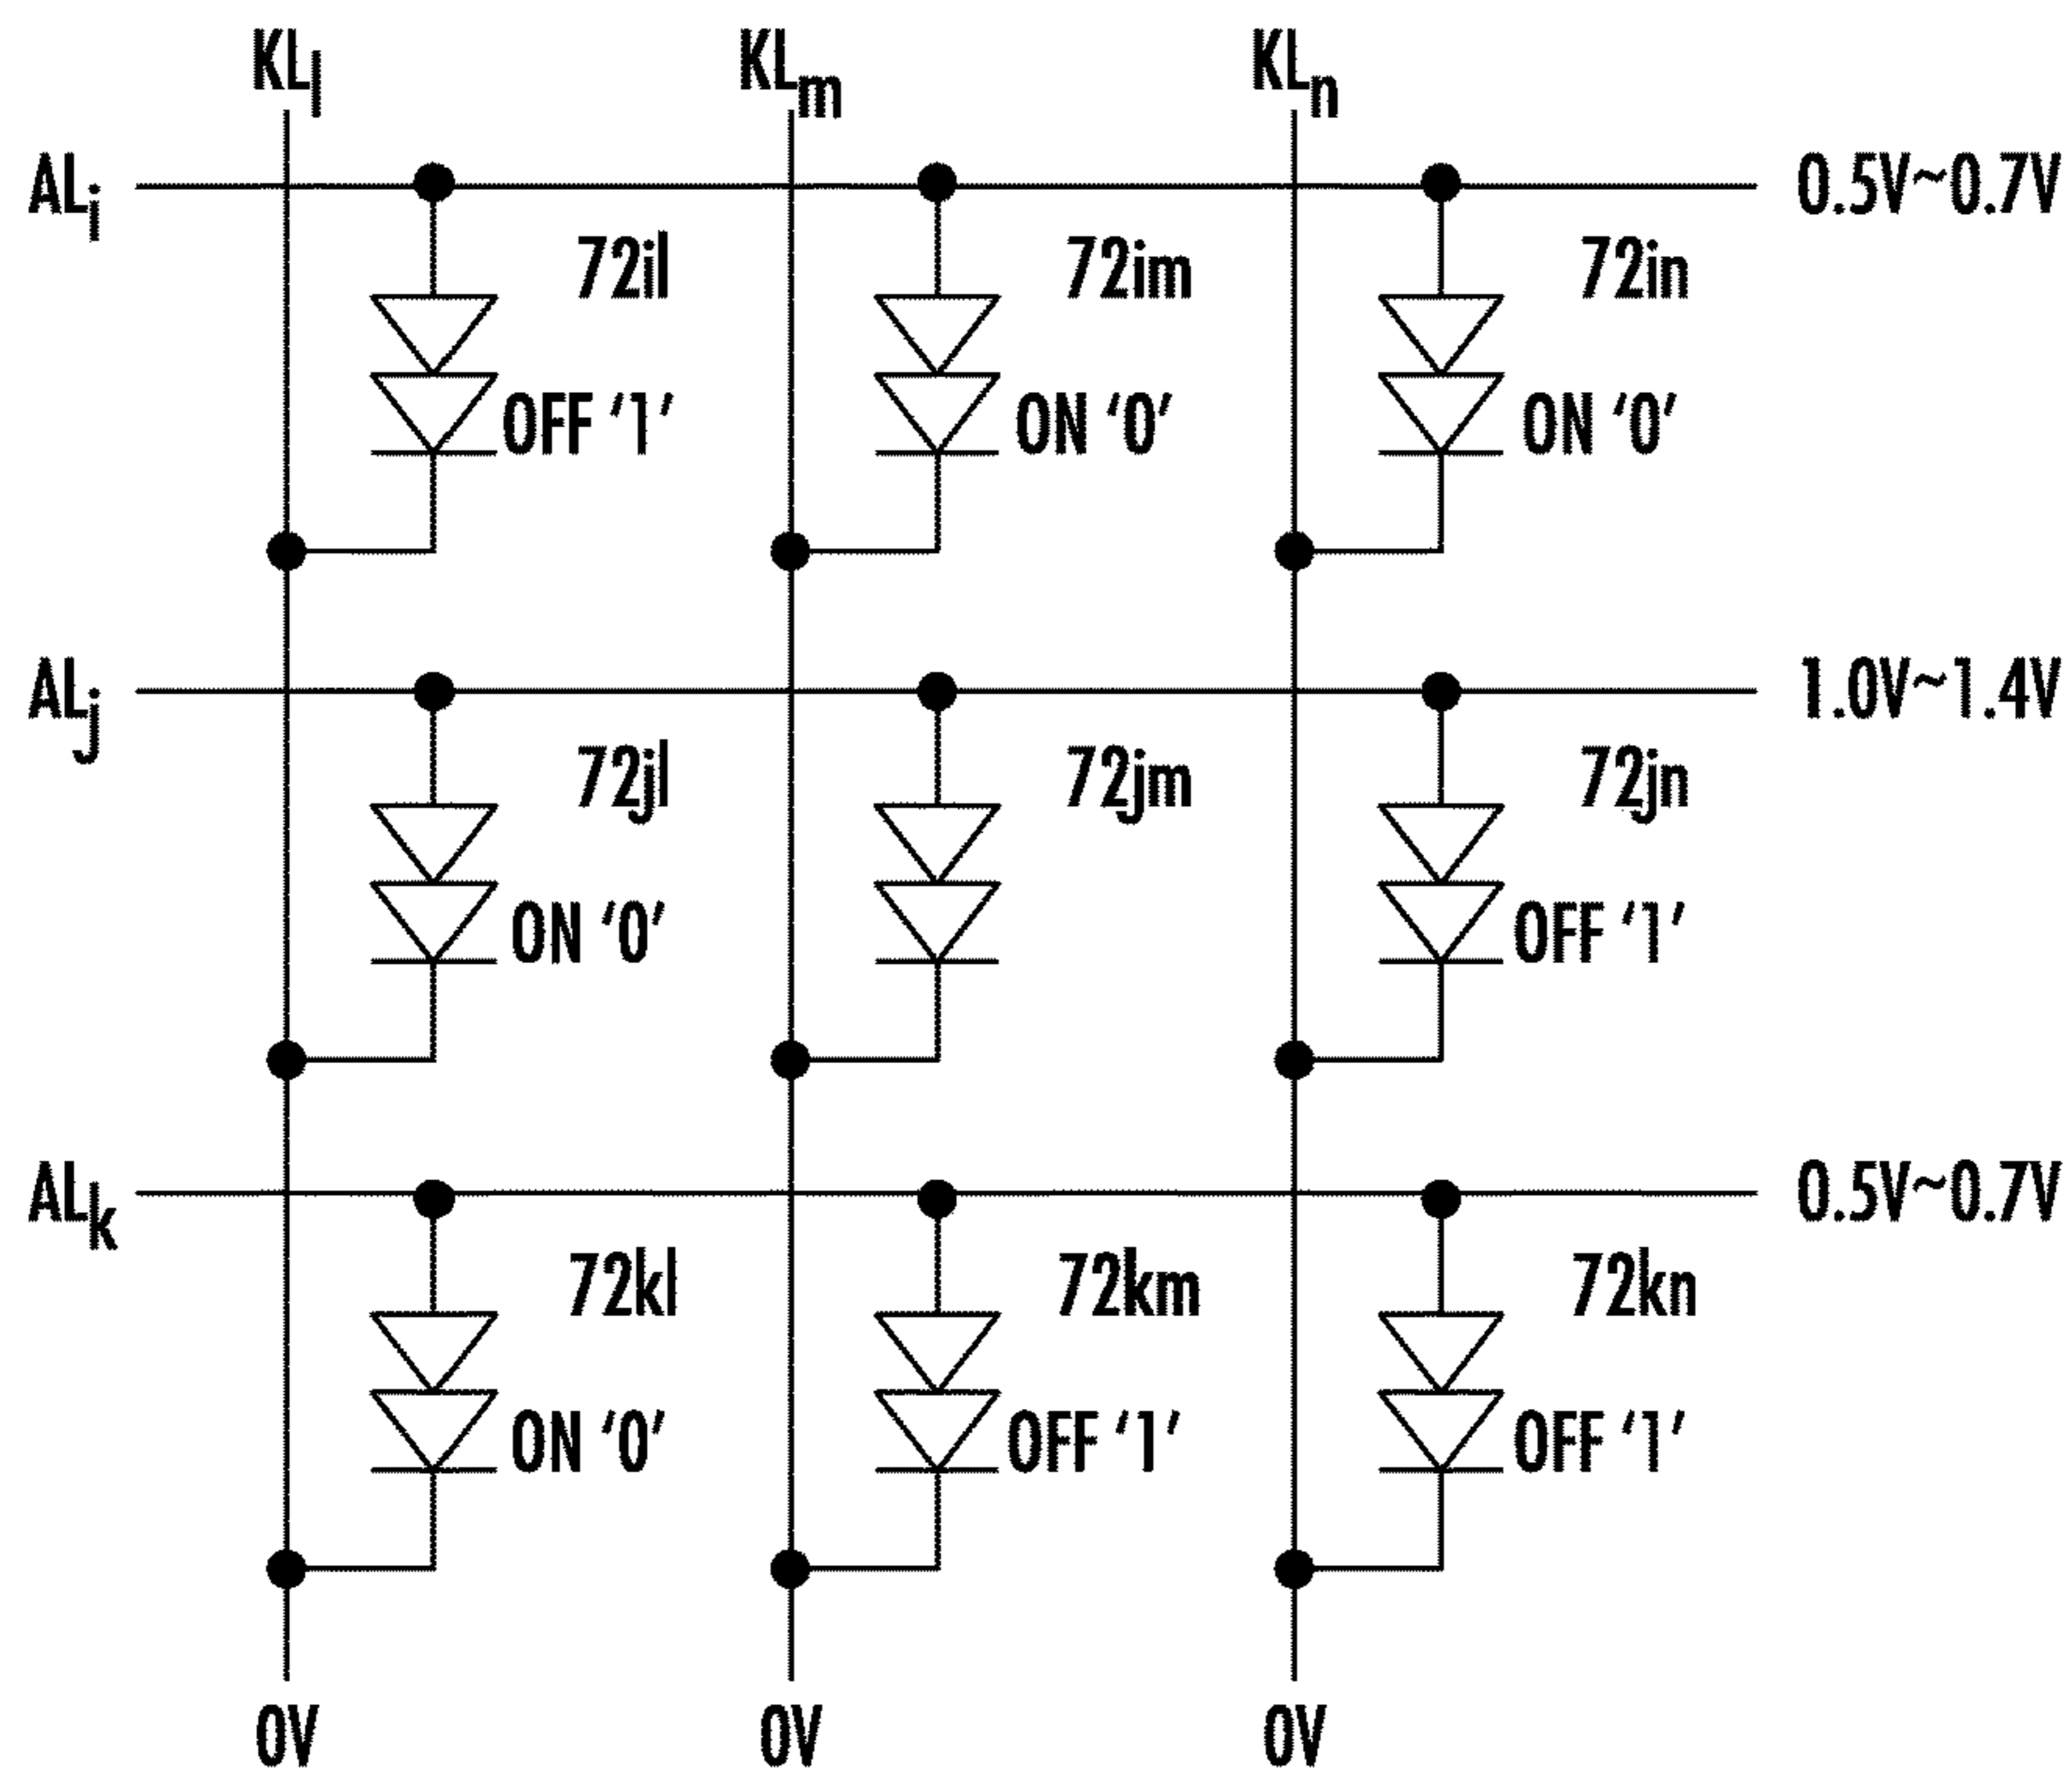 KLl KLm KLn
ALi 0.5V~0.7V
72il 72im 72in
OFF ‘1’ ON ‘0’ ON ‘0’
ALj 1.0V~1.4V
72jl 72jm 72jn
ON ‘0’ OFF ‘1’
ALk 0.5V~0.7V
72kl 72km 72kn
ON ‘0’ OFF ‘1’ OFF ‘1’
0V 0V 0V